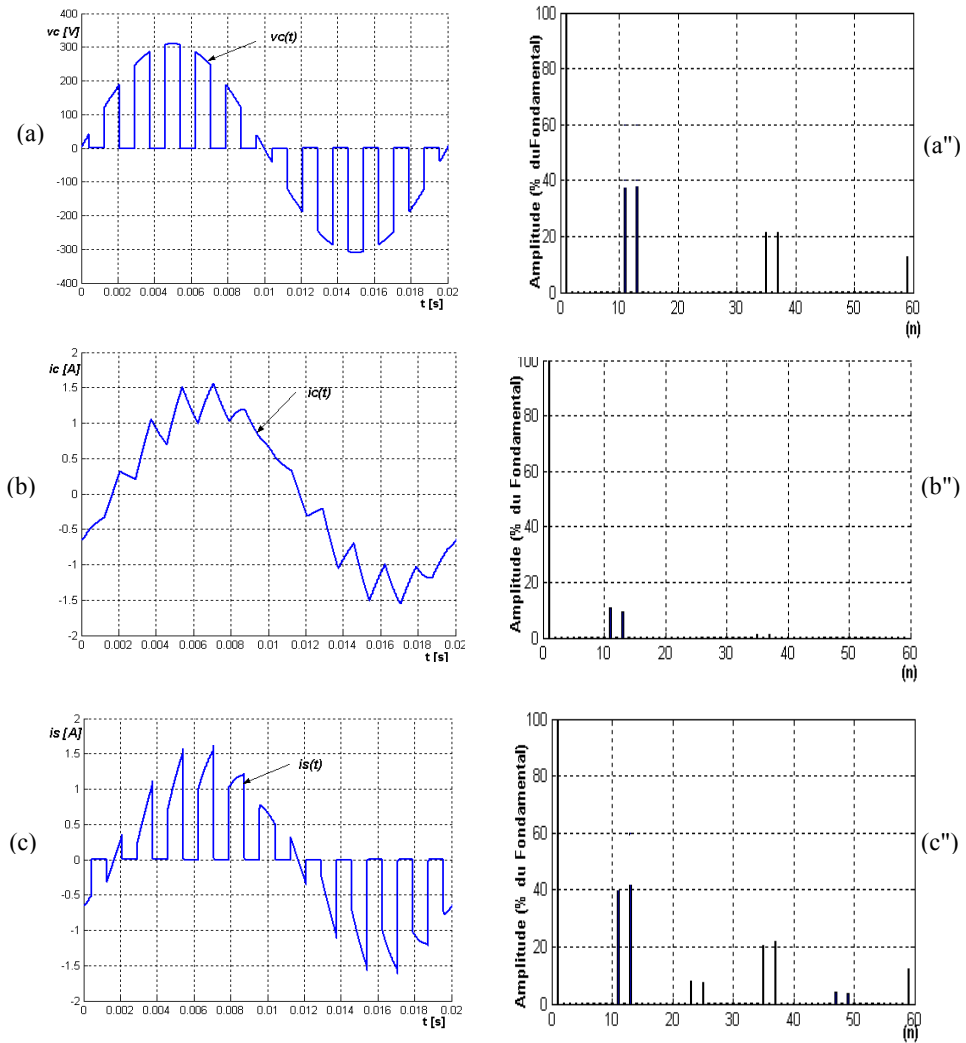 (a)
400
vc [V]
300
200
100
0
-100
-200
-300
-400
vc(t)
0 0.002 0.004 0.006 0.008 0.01 0.012 0.014 0.016 0.018 0.02
t [s]
Amplitude (% duFondamental)
100
80
60
40
20
0
0 10 20 30 40 50 60
(n)
(a")
(b)
2
ic [A]
1.5
1
0.5
0
-0.5
-1
-1.5
-2
ic(t)
0 0.002 0.004 0.006 0.008 0.01 0.012 0.014 0.016 0.018 0.02
t [s]
Amplitude (% du Fondamental)
100
80
60
40
20
0
0 10 20 30 40 50 60
(n)
(b")
(c)
2
is [A]
1.5
1
0.5
0
-0.5
-1
-1.5
-2
is(t)
0 0.002 0.004 0.006 0.008 0.01 0.012 0.014 0.016 0.018 0.02
t [s]
Amplitude (% du Fondamental)
100
80
60
40
20
0
0 10 20 30 40 50 60
(n)
(c")